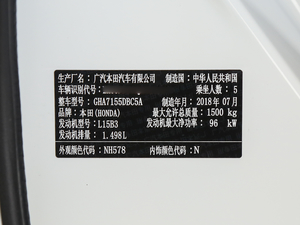 生产厂名:广汽本田汽车有限公司 制造国:中华人民共和国
车辆识别代号: 乘坐人数:5
整车型号:GHA7155DBC5A 制造年月:2018年07月
品牌:本田(HONDA) 最大允许总质量:1500 kg
发动机型号:L15B3 发动机最大净功率:96 kW
发动机排量:1.498L
外观颜色代码:NH578 内饰颜色代码:N